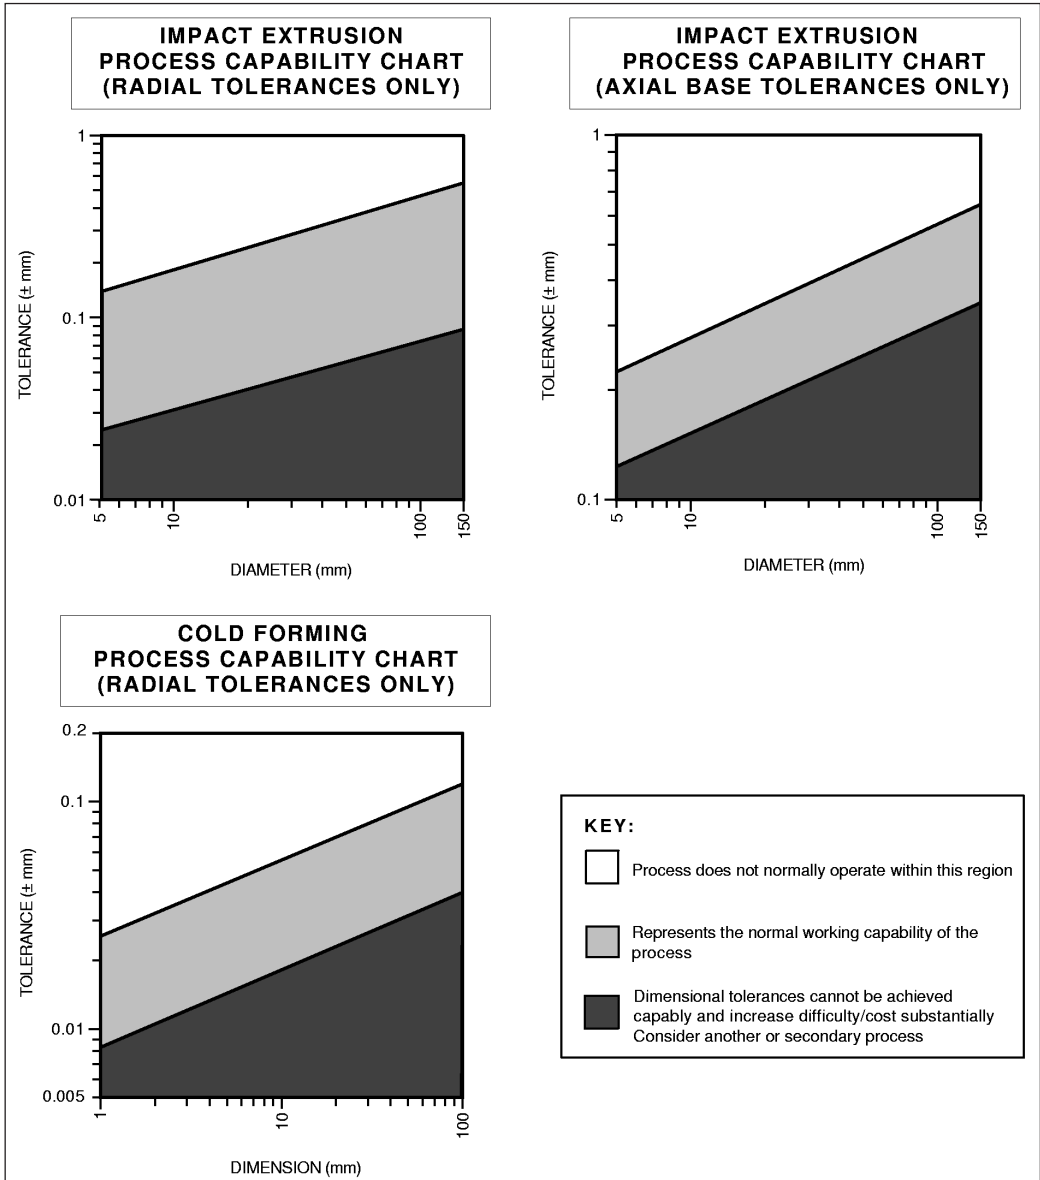 IMPACT EXTRUSION
PROCESS CAPABILITY CHART
(RADIAL TOLERANCES ONLY)
1
0.1
0.01
TOLERANCE (± mm)
5
10
100
150
DIAMETER (mm)
IMPACT EXTRUSION
PROCESS CAPABILITY CHART
(AXIAL BASE TOLERANCES ONLY)
1
0.1
TOLERANCE (± mm)
5
10
100
150
DIAMETER (mm)
COLD FORMING
PROCESS CAPABILITY CHART
(RADIAL TOLERANCES ONLY)
0.2
0.1
0.01
0.005
TOLERANCE (± mm)
1
10
100
DIMENSION (mm)
KEY:
Process does not normally operate within this region
Represents the normal working capability of the
process
Dimensional tolerances cannot be achieved
capably and increase difficulty/cost substantially
Consider another or secondary process